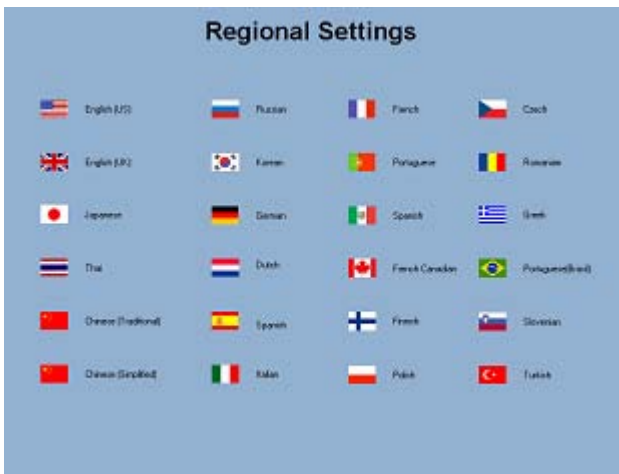 Regional Settings
English (US)
Russian
French
Czech
English (UK)
Korean
Portuguese
Romanian
Japanese
German
Spanish
Greek
Thai
Dutch
French Canadian
Portuguese(Brasil)
Chinese (Traditional)
Spanish
Finnish
Slovenian
Chinese (Simplified)
Italian
Polish
Turkish